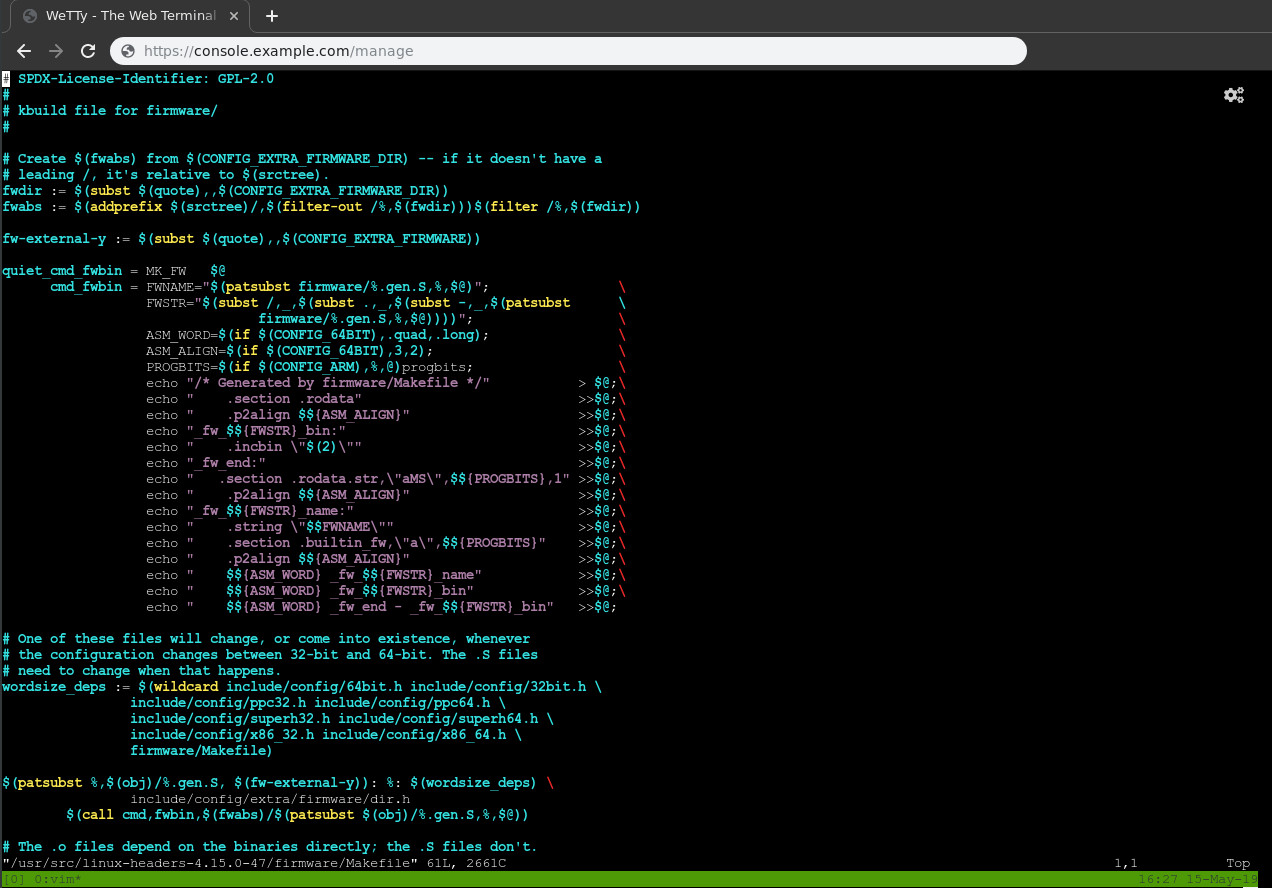 WeTTy - The Web Terminal
https://console.example.com/manage
# SPDX-License-Identifier: GPL-2.0
#
# kbuild file for firmware/
#
# Create $(fwabs) from $(CONFIG_EXTRA_FIRMWARE_DIR) -- if it doesn't have a
# leading /, it's relative to $(srctree).
fwdir := $(subst $(quote),,$(CONFIG_EXTRA_FIRMWARE_DIR))
fwabs := $(addprefix $(srctree)/,$(filter-out /%,$(fwdir)))$(filter /%,$(fwdir))
fw-external-y := $(subst $(quote),,$(CONFIG_EXTRA_FIRMWARE))
quiet_cmd_fwbin = MK_FW   $@
      cmd_fwbin = FWNAME="$(patsubst firmware/%.gen.S,%,$@)";                \
                  FWSTR="$(subst /,_,$(subst .,_,$(subst -,_,$(patsubst      \
                                firmware/%.gen.S,%,$@))))";                  \
                  ASM_WORD=$(if $(CONFIG_64BIT),.quad,.long);                \
                  ASM_ALIGN=$(if $(CONFIG_64BIT),3,2);                       \
                  PROGBITS=$(if $(CONFIG_ARM),%,@)progbits;                  \
                  echo "/* Generated by firmware/Makefile */"           > $@;\
                  echo "    .section .rodata"                           >>$@;\
                  echo "    .p2align $${ASM_ALIGN}"                     >>$@;\
                  echo "_fw_$${FWSTR}_bin:"                             >>$@;\
                  echo "    .incbin \"$(2)\""                           >>$@;\
                  echo "_fw_end:"                                       >>$@;\
                  echo "   .section .rodata.str,\"aMS\",$${PROGBITS},1" >>$@;\
                  echo "    .p2align $${ASM_ALIGN}"                     >>$@;\
                  echo "_fw_$${FWSTR}_name:"                            >>$@;\
                  echo "    .string \"$$FWNAME\""                       >>$@;\
                  echo "    .section .builtin_fw,\"a\",$${PROGBITS}"    >>$@;\
                  echo "    .p2align $${ASM_ALIGN}"                     >>$@;\
                  echo "    $${ASM_WORD} _fw_$${FWSTR}_name"            >>$@;\
                  echo "    $${ASM_WORD} _fw_$${FWSTR}_bin"             >>$@;\
                  echo "    $${ASM_WORD} _fw_end - _fw_$${FWSTR}_bin"   >>$@;
# One of these files will change, or come into existence, whenever
# the configuration changes between 32-bit and 64-bit. The .S files
# need to change when that happens.
wordsize_deps := $(wildcard include/config/64bit.h include/config/32bit.h \
                include/config/ppc32.h include/config/ppc64.h \
                include/config/superh32.h include/config/superh64.h \
                include/config/x86_32.h include/config/x86_64.h \
                firmware/Makefile)
$(patsubst %,$(obj)/%.gen.S, $(fw-external-y)): %: $(wordsize_deps) \
                include/config/extra/firmware/dir.h
        $(call cmd,fwbin,$(fwabs)/$(patsubst $(obj)/%.gen.S,%,$@))
# The .o files depend on the binaries directly; the .S files don't.
"/usr/src/linux-headers-4.15.0-47/firmware/Makefile" 61L, 2661C 1,1 Top
[0] 0:vim* 16:27 15-May-19